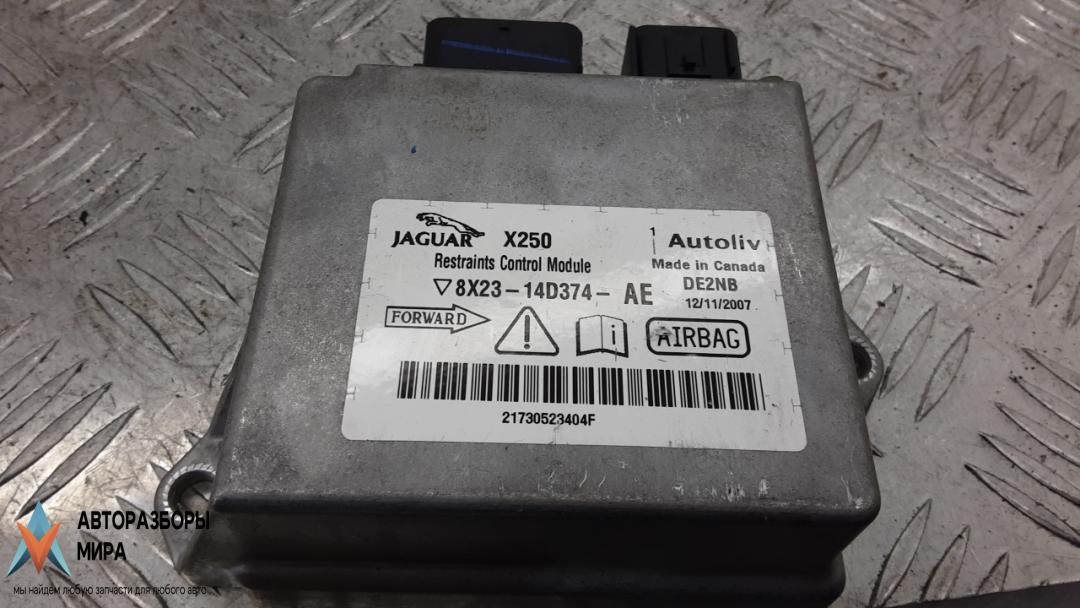 JAGUAR X250
Restraints Control Module
▽8X23-14D374- AE
FORWARD
1
Autoliv
Made in Canada
DE2NB
12/11/2007
i
AIRBAG
21730523404F
АВТОРАЗБОРЫ
МИРА
мы найдем любую запчасти для любого авто